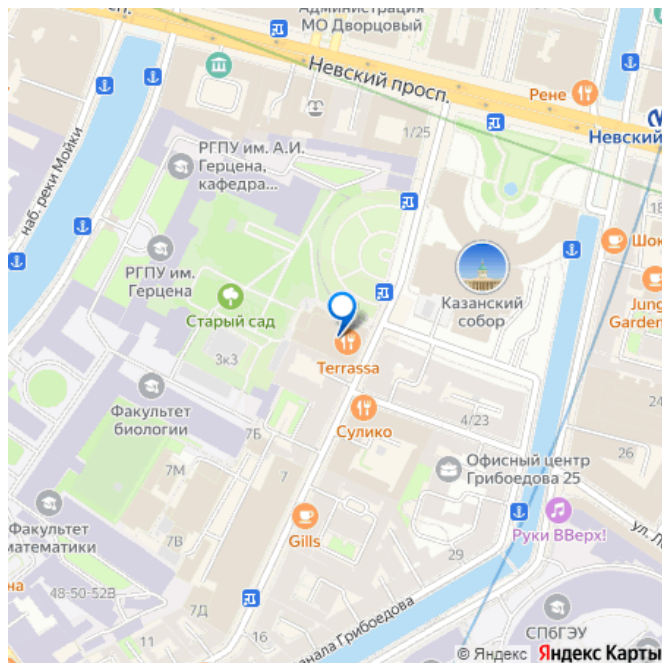 Администрация
МО Дворцовый
сп.
Невский просп.
Рене
1/25
Невский
наб. реки Мойки
РГПУ им. А.И.
Герцена,
кафедра...
РГПУ им.
Герцена
Старый сад
3к3
Казанский
собор
Шок
Jung
Garden
Terrassa
Сулико
4/23
Факультет
биологии
7Б
7М
7
26
Офисный центр
Грибоедова 25
Факультет
математики
7В
Gills
Руки ВВерх!
ул. Л
29
на
48-50-52В
7Д
11
16
канала Грибоедова
СПбГЭУ
© Яндекс Яндекс Карты